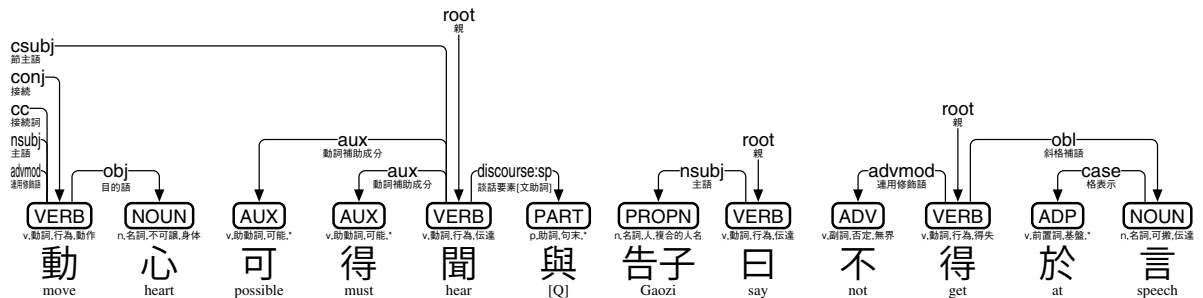 root
親
csubj
節主語
conj
接続
cc
接続詞
root
親
root
親
nsubj
主語
aux
動詞補助成分
obl
斜格補語
advmod
連用修飾語
obj
目的語
aux
動詞補助成分
discourse:sp
談話要素[文助詞]
nsubj
主語
advmod
連用修飾語
case
格表示
VERB NOUN AUX AUX VERB PART PROPN VERB ADV VERB ADP NOUN
v,動詞,行為,動作 n,名詞,不可譲,身体 v,助動詞,可能,* v,助動詞,可能,* v,動詞,行為,伝達 p,助詞,句末,* n,名詞,人,複合的人名 v,動詞,行為,伝達 v,副詞,否定,無界 v,動詞,行為,得失 v,前置詞,基盤,* n,名詞,可搬,伝達
動 心 可 得 聞 與 告子 曰 不 得 於 言
move heart possible must hear [Q] Gaozi say not get at speech